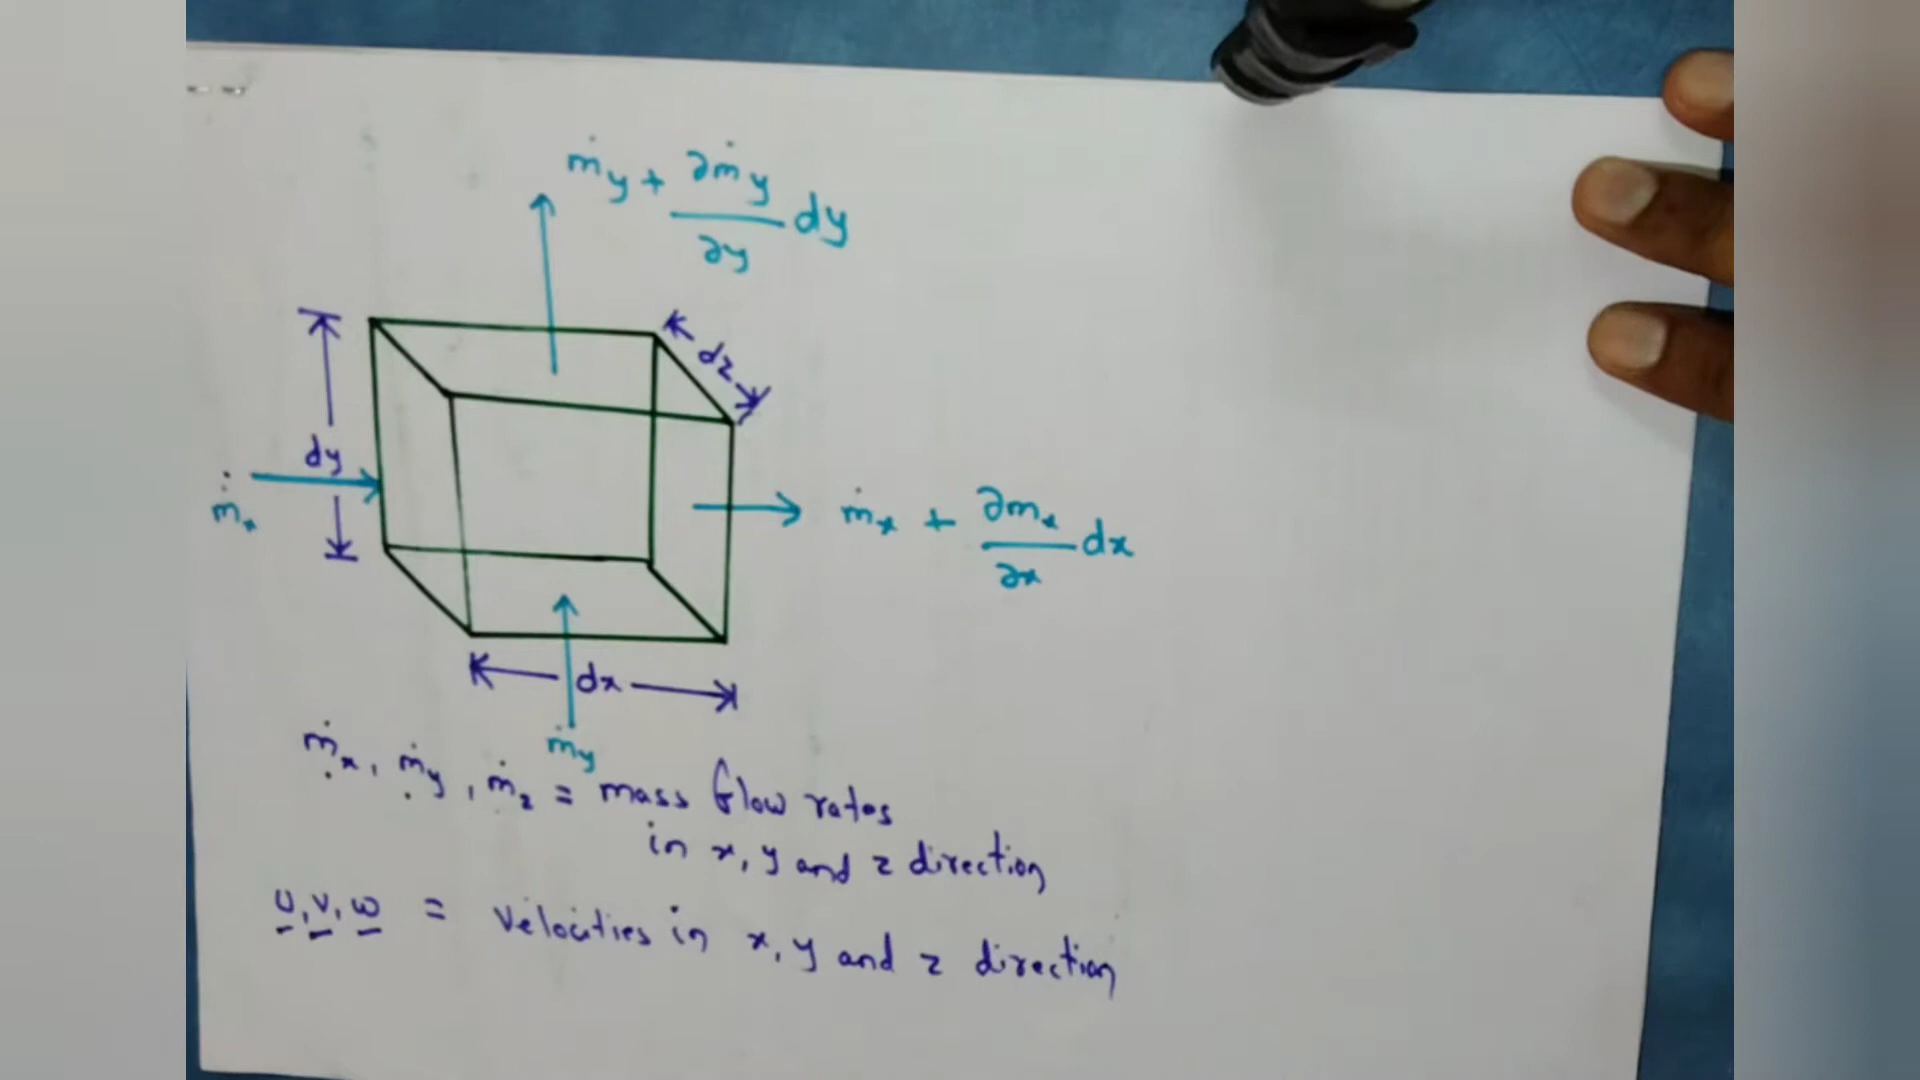 ṁy + ∂ṁy/∂y dy
dz
dy
ṁx
ṁx + ∂mx/∂x dx
dx
ṁy
ṁx, ṁy, ṁz = mass flow rates
in x, y and z direction
u, v, w = velocities in x, y and z direction